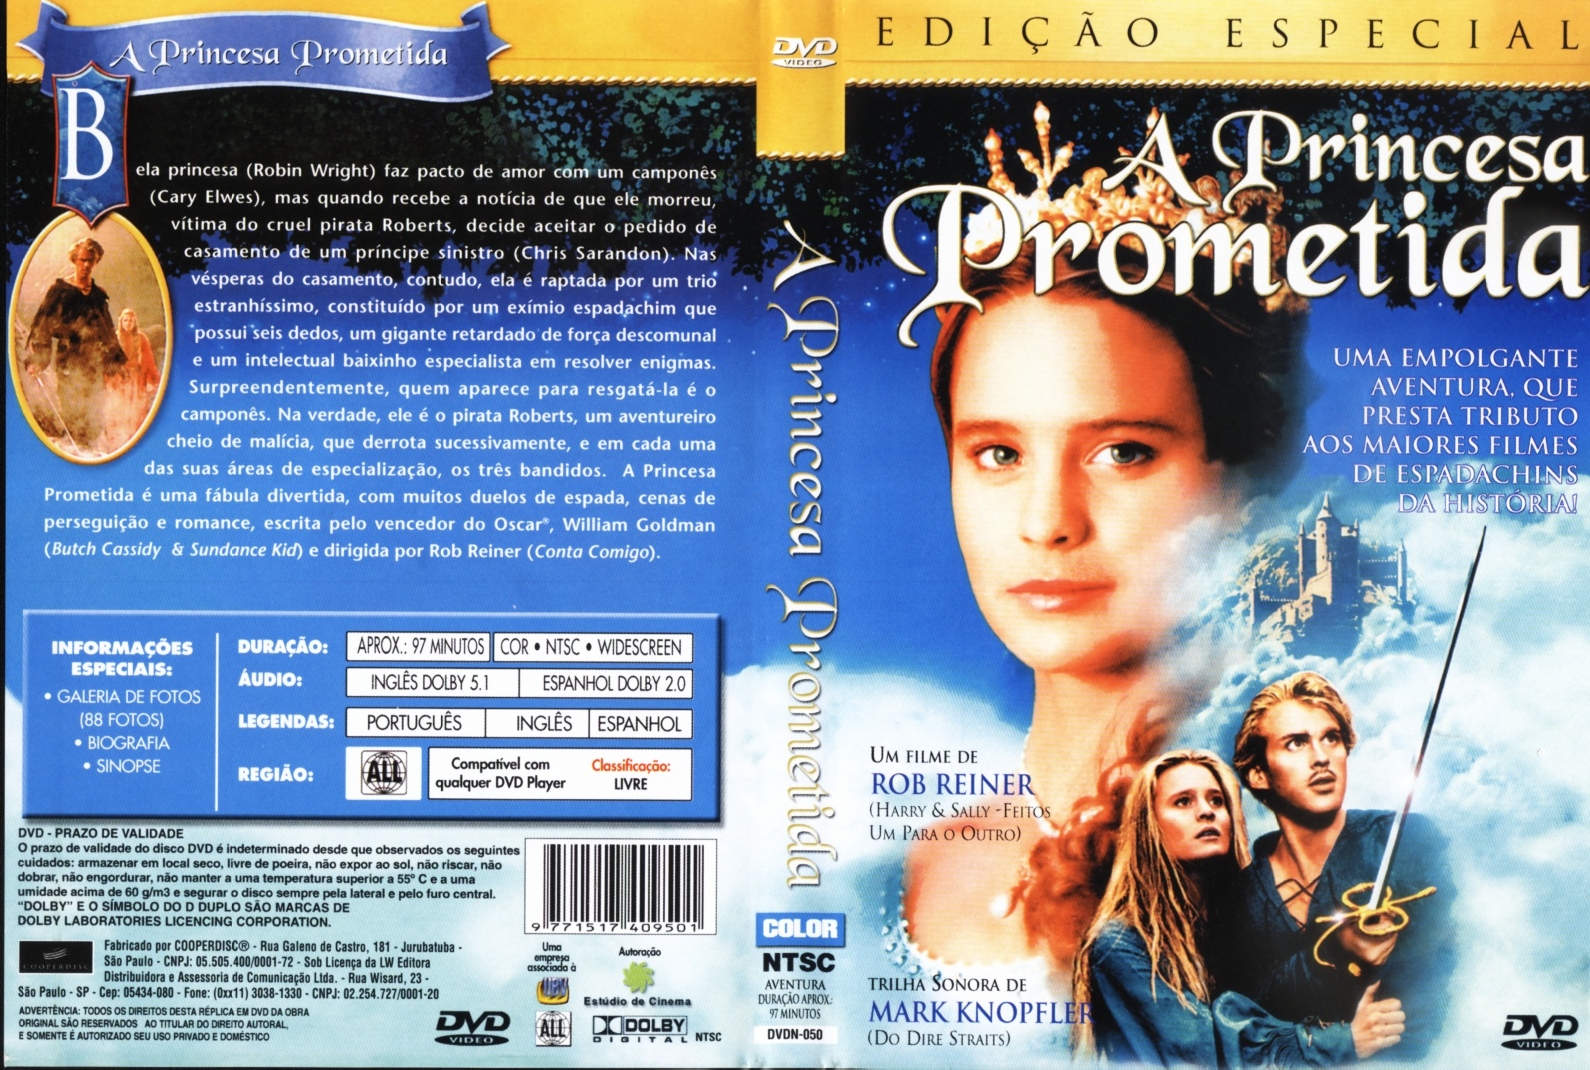 A Princesa Prometida
B
ela princesa (Robin Wright) faz pacto de amor com um camponês
(Cary Elwes), mas quando recebe a notícia de que ele morreu,
vítima do cruel pirata Roberts, decide aceitar o pedido de
casamento de um príncipe sinistro (Chris Sarandon). Nas
vésperas do casamento, contudo, ela é raptada por um trio
estranhíssimo, constituído por um exímio espadachim que
possui seis dedos, um gigante retardado de força descomunal
e um intelectual baixinho especialista em resolver enigmas.
Surpreendentemente, quem aparece para resgatá-la é o
camponês. Na verdade, ele é o pirata Roberts, um aventureiro
cheio de malícia, que derrota sucessivamente, e em cada uma
das suas áreas de especialização, os três bandidos. A Princesa
Prometida é uma fábula divertida, com muitos duelos de espada, cenas de
perseguição e romance, escrita pelo vencedor do Oscar®, William Goldman
(Butch Cassidy & Sundance Kid) e dirigida por Rob Reiner (Conta Comigo).
INFORMAÇÕES
ESPECIAIS:
• GALERIA DE FOTOS
(88 FOTOS)
• BIOGRAFIA
• SINOPSE
DURAÇÃO: APROX.: 97 MINUTOS COR • NTSC • WIDESCREEN
ÁUDIO: INGLÊS DOLBY 5.1 ESPANHOL DOLBY 2.0
LEGENDAS: PORTUGUÊS INGLÊS ESPANHOL
REGIÃO: ALL
Compatível com
qualquer DVD Player
Classificação:
LIVRE
DVD - PRAZO DE VALIDADE
O prazo de validade do disco DVD é indeterminado desde que observados os seguintes
cuidados: armazenar em local seco, livre de poeira, não expor ao sol, não riscar, não
dobrar, não engordurar, não manter a uma temperatura superior a 55º C e a uma
umidade acima de 60 g/m3 e segurar o disco sempre pela lateral e pelo furo central.
"DOLBY" E O SÍMBOLO DO D DUPLO SÃO MARCAS DE
DOLBY LABORATORIES LICENCING CORPORATION.
9 771517 409501
COOPERDISC
Fabricado por COOPERDISC® - Rua Galeno de Castro, 181 - Jurubatuba -
São Paulo - CNPJ: 05.505.400/0001-72 - Sob Licença da LW Editora
Distribuidora e Assessoria de Comunicação Ltda. - Rua Wisard, 23 -
São Paulo - SP - Cep: 05434-080 - Fone: (0xx11) 3038-1330 - CNPJ: 02.254.727/0001-20
ADVERTÊNCIA: TODOS OS DIREITOS DESTA RÉPLICA EM DVD DA OBRA
ORIGINAL SÃO RESERVADOS AO TITULAR DO DIREITO AUTORAL,
E SOMENTE É AUTORIZADO SEU USO PRIVADO E DOMÉSTICO
DVD
VIDEO
Uma
empresa
associada à
UBV
ALL
Autoração
Estúdio de Cinema
DOLBY
DIGITAL
NTSC
DVD
VIDEO
A Princesa Prometida
COLOR
NTSC
AVENTURA
DURAÇÃO APROX:
97 MINUTOS
DVDN-050
EDIÇÃO ESPECIAL
A Princesa
Prometida
UMA EMPOLGANTE
AVENTURA, QUE
PRESTA TRIBUTO
AOS MAIORES FILMES
DE ESPADACHINS
DA HISTÓRIA!
UM FILME DE
ROB REINER
(HARRY & SALLY -FEITOS
UM PARA O OUTRO)
TRILHA SONORA DE
MARK KNOPFLER
(DO DIRE STRAITS)
DVD
VIDEO